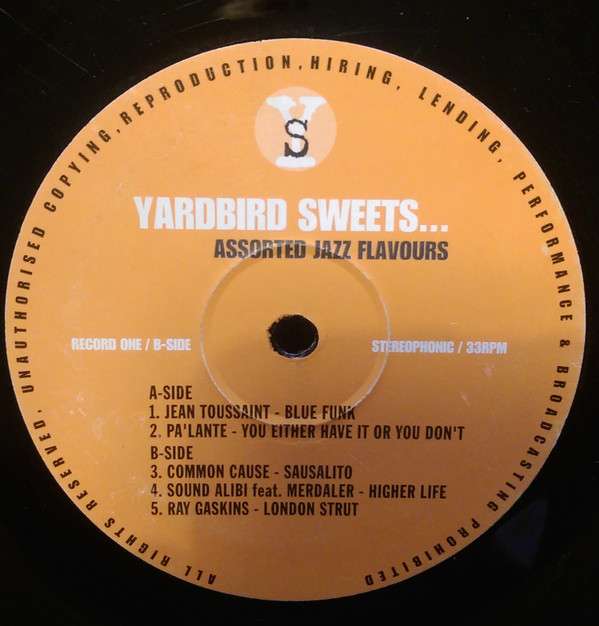 ALL RIGHTS RESERVED. UNAUTHORISED COPYING, REPRODUCTION, HIRING, LENDING, PERFORMANCE & BROADCASTING PROHIBITED
YS
YARDBIRD SWEETS...
ASSORTED JAZZ FLAVOURS
RECORD ONE / B-SIDE
STEREOPHONIC / 33RPM
A-SIDE
1. JEAN TOUSSAINT - BLUE FUNK
2. PA'LANTE - YOU EITHER HAVE IT OR YOU DON'T
B-SIDE
3. COMMON CAUSE - SAUSALITO
4. SOUND ALIBI feat. MERDALER - HIGHER LIFE
5. RAY GASKINS - LONDON STRUT